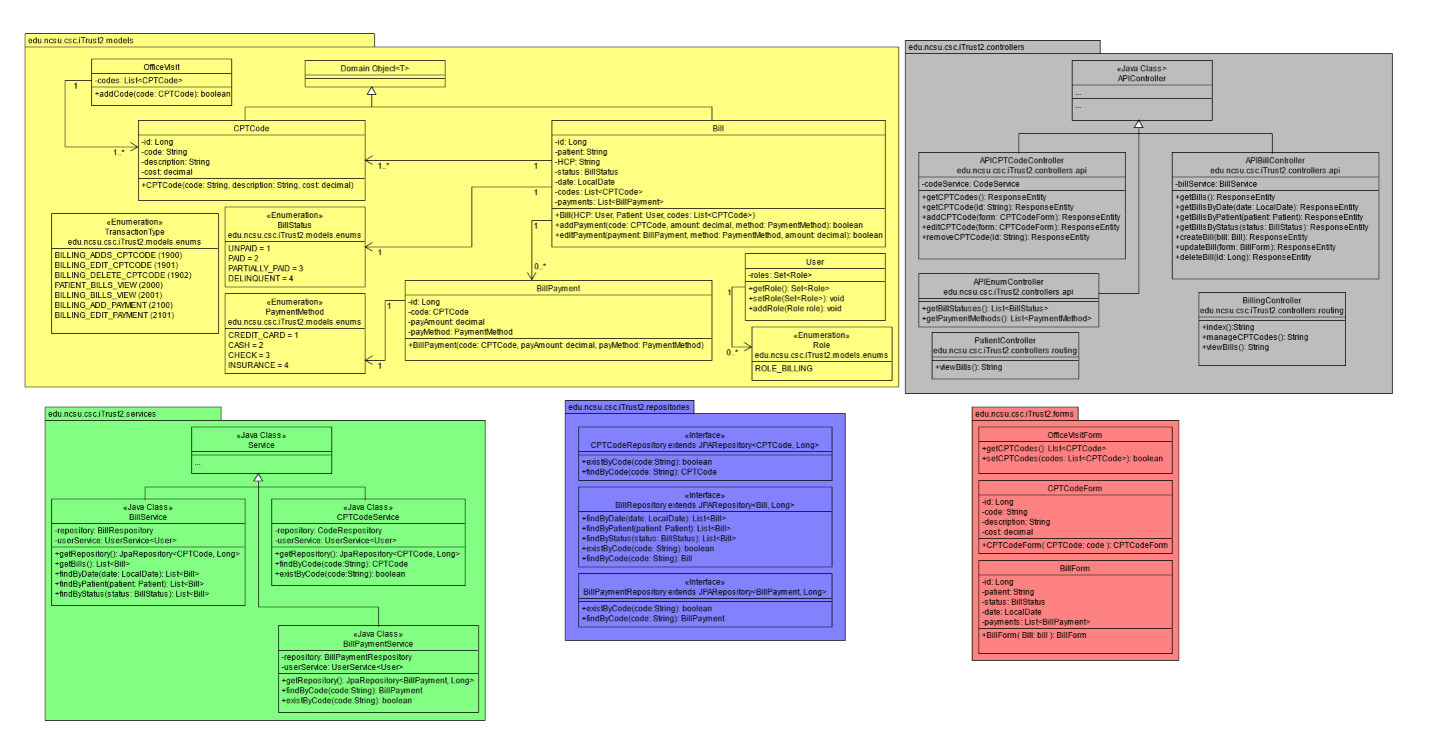 edu.ncsu.csc.iTrust2.models
OfficeVisit
-codes: List<CPTCode>
+addCode(code: CPTCode): boolean
1
1..*
Domain Object<T>
CPTCode
-id: Long
-code: String
-description: String
-cost: decimal
+CPTCode(code: String, description: String, cost: decimal)
1..*
1
Bill
-id: Long
-patient: String
-HCP: String
-status: BillStatus
-date: LocalDate
-codes: List<CPTCode>
-payments: List<BillPayment>
+Bill(HCP: User, Patient: User, codes: List<CPTCode>)
+addPayment(code: CPTCode, amount: decimal, method: PaymentMethod): boolean
+editPayment(payment: BillPayment, method: PaymentMethod, amount: decimal): boolean
1
1
1
0..*
«Enumeration»
TransactionType
edu.ncsu.csc.iTrust2.models.enums
BILLING_ADDS_CPTCODE (1900)
BILLING_EDIT_CPTCODE (1901)
BILLING_DELETE_CPTCODE (1902)
PATIENT_BILLS_VIEW (2000)
BILLING_BILLS_VIEW (2001)
BILLING_ADD_PAYMENT (2100)
BILLING_EDIT_PAYMENT (2101)
«Enumeration»
BillStatus
edu.ncsu.csc.iTrust2.models.enums
UNPAID = 1
PAID = 2
PARTIALLY_PAID = 3
DELINQUENT = 4
«Enumeration»
PaymentMethod
edu.ncsu.csc.iTrust2.models.enums
CREDIT_CARD = 1
CASH = 2
CHECK = 3
INSURANCE = 4
1
1
BillPayment
-id: Long
-code: CPTCode
-payAmount: decimal
-payMethod: PaymentMethod
+BillPayment(code: CPTCode, payAmount: decimal, payMethod: PaymentMethod)
User
-roles: Set<Role>
+getRole(): Set<Role>
+setRole(Set<Role>): void
+addRole(Role role): void
1
0..*
«Enumeration»
Role
edu.ncsu.csc.iTrust2.models.enums
ROLE_BILLING
edu.ncsu.csc.iTrust2.controllers
«Java Class>
APIController
...
...
APICPTCodeController
edu.ncsu.csc.iTrust2.controllers.api
-codeService: CodeService
+getCPTCodes(): ResponseEntity
+getCPTCode(id: String): ResponseEntity
+addCPTCode(form: CPTCodeForm): ResponseEntity
+editCPTCode(form: CPTCodeForm): ResponseEntity
+removeCPTCode(id: String): ResponseEntity
APIBillController
edu.ncsu.csc.iTrust2.controllers.api
-billService: BillService
+getBills(): ResponseEntity
+getBillsByDate(date: LocalDate): ResponseEntity
+getBillsByPatient(patient: Patient): ResponseEntity
+getBillsByStatus(status: BillStatus): ResponseEntity
+createBill(bill: Bill): ResponseEntity
+updateBill(form: BillForm): ResponseEntity
+deleteBill(id: Long): ResponseEntity
APIEnumController
edu.ncsu.csc.iTrust2.controllers.api
+getBillStatuses(): List<BillStatus>
+getPaymentMethods(): List<PaymentMethod>
BillingController
edu.ncsu.csc.iTrust2.controllers.routing
+index():String
+manageCPTCodes(): String
+viewBills(): String
PatientController
edu.ncsu.csc.iTrust2.controllers.routing
+viewBills(): String
edu.ncsu.csc.iTrust2.services
«Java Class»
Service
...
«Java Class»
BillService
-repository: BillRespository
-userService: UserService<User>
+getRepository(): JpaRepository<CPTCode, Long>
+getBills(): List<Bill>
+findByDate(date: LocalDate): List<Bill>
+findByPatient(patient: Patient): List<Bill>
+findByStatus(status: BillStatus): List<Bill>
«Java Class»
CPTCodeService
-repository: CodeRespository
-userService: UserService<User>
+getRepository(): JpaRepository<CPTCode, Long>
+findByCode(code:String): CPTCode
+existByCode(code:String): boolean
«Java Class»
BillPaymentService
-repository: BillPaymentRespository
-userService: UserService<User>
+getRepository(): JpaRepository<BillPayment, Long>
+findByCode(code:String): BillPayment
+existByCode(code:String): boolean
edu.ncsu.csc.iTrust2.repositories
«Interface»
CPTCodeRepository extends JPARepository<CPTCode, Long>
+existByCode(code:String): boolean
+findByCode(code: String): CPTCode
«Interface»
BillRepository extends JPARepository<Bill, Long>
+findByDate(date: LocalDate): List<Bill>
+findByPatient(patient: Patient): List<Bill>
+findByStatus(status: BillStatus): List<Bill>
+existByCode(code: String): boolean
+findByCode(code: String): Bill
«Interface»
BillPaymentRepository extends JPARepository<BillPayment, Long>
+existByCode(code:String): boolean
+findByCode(code: String): BillPayment
edu.ncsu.csc.iTrust2.forms
OfficeVisitForm
+getCPTCodes(): LIst<CPTCode>
+setCPTCodes(codes: List<CPTCode>): boolean
CPTCodeForm
-id: Long
-code: String
-description: String
-cost: decimal
+CPTCodeForm( CPTCode: code ): CPTCodeForm
BillForm
-id: Long
-patient: String
-status: BillStatus
-date: LocalDate
-payments: List<BillPayment>
+BillForm( Bill: bill ): BillForm